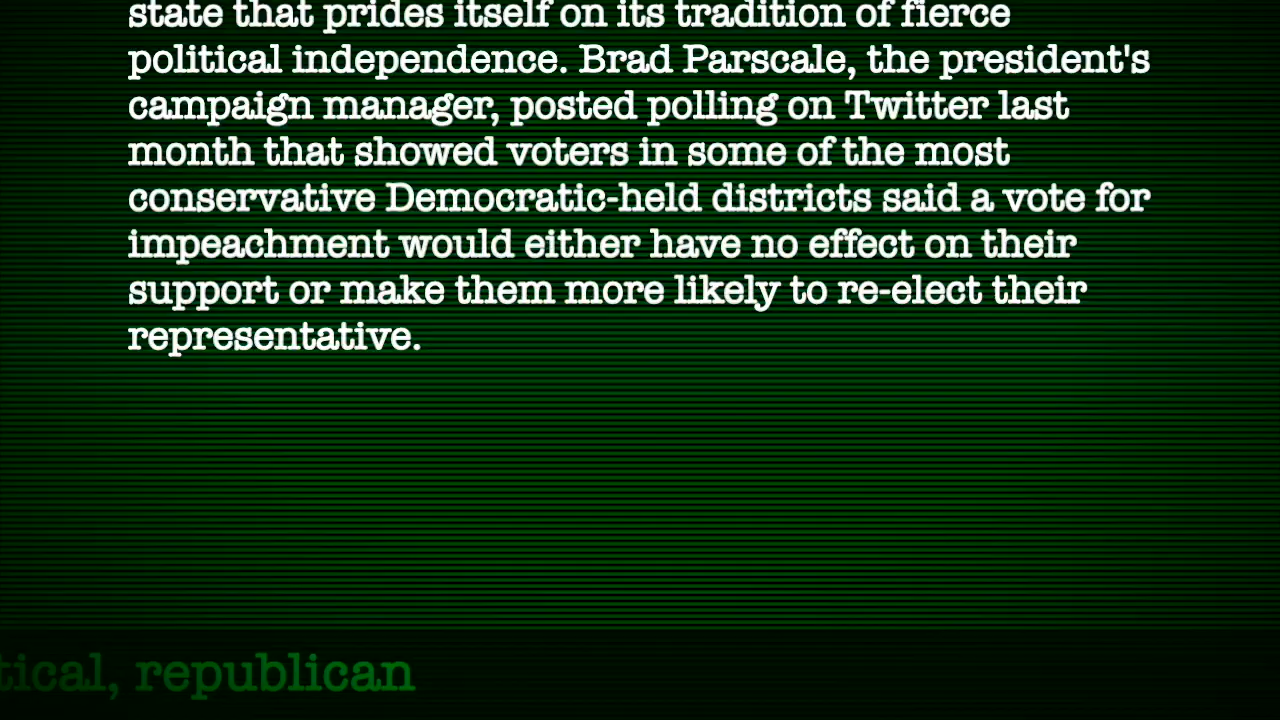 state that prides itself on its tradition of fierce
political independence. Brad Parscale, the president's
campaign manager, posted polling on Twitter last
month that showed voters in some of the most
conservative Democratic-held districts said a vote for
impeachment would either have no effect on their
support or make them more likely to re-elect their
representative.
tical, republican